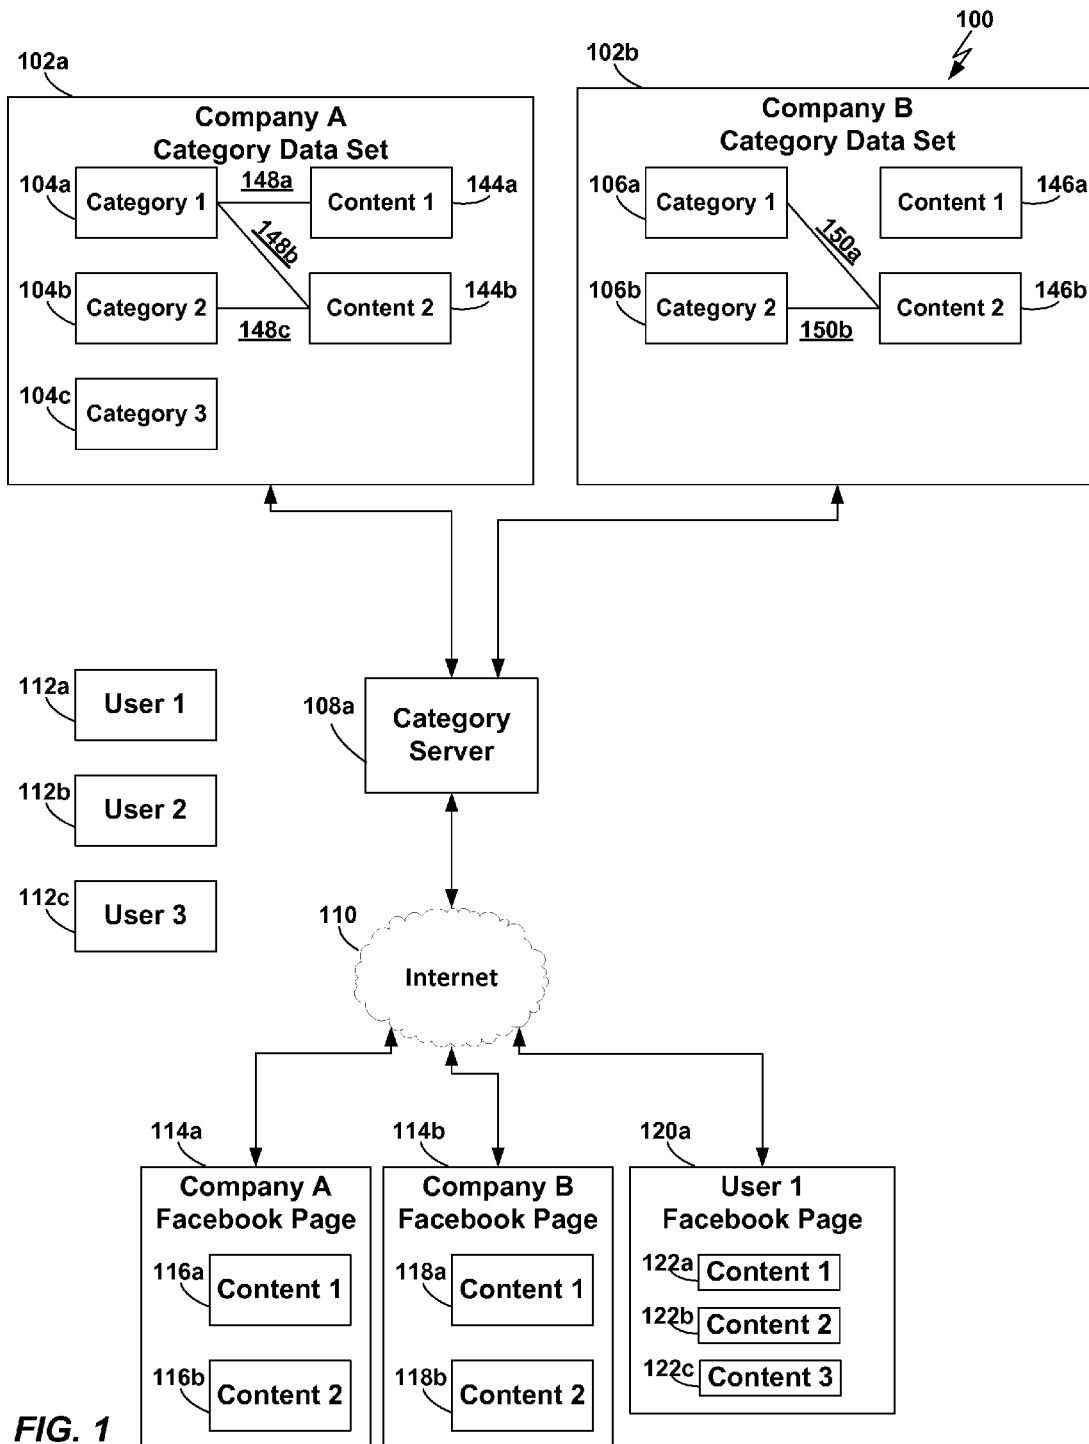 100
102a
102b
Company A
Category Data Set
Company B
Category Data Set
104a
Category 1
148a
Content 1
144a
106a
Category 1
150a
Content 1
146a
148b
104b
Category 2
148c
Content 2
144b
106b
Category 2
150b
Content 2
146b
104c
Category 3
112a
User 1
108a
Category
Server
112b
User 2
112c
User 3
110
Internet
114a
114b
120a
Company A
Facebook Page
Company B
Facebook Page
User 1
Facebook Page
116a
Content 1
118a
Content 1
122a
Content 1
122b
Content 2
122c
Content 3
116b
Content 2
118b
Content 2
FIG. 1